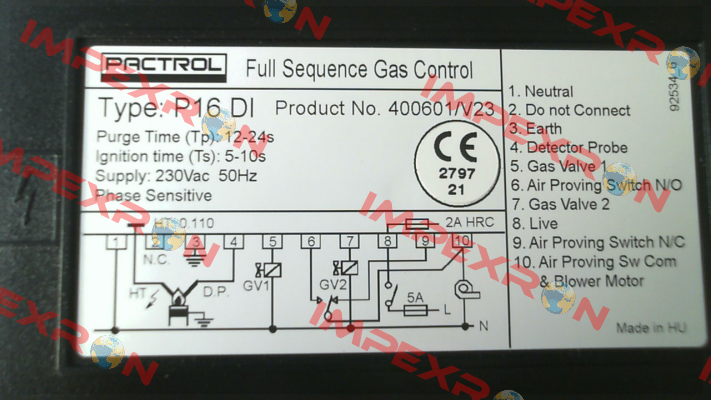 PACTROL Full Sequence Gas Control
Type: P16 DI Product No. 400601/V23
Purge Time (Tp): 12-24s
Ignition time (Ts): 5-10s
Supply: 230Vac 50Hz
Phase Sensitive
CE
2797
21
HT 0.110
2A HRC
1 2 3 4 5 6 7 8 9 10
N.C.
GV1
GV2
HT
D.P.
5A
L
N
1. Neutral
2. Do not Connect
3. Earth
4. Detector Probe
5. Gas Valve 1
6. Air Proving Switch N/O
7. Gas Valve 2
8. Live
9. Air Proving Switch N/C
10. Air Proving Sw Com
& Blower Motor
Made in HU
IMPEXRON
IMPEXRON
IMPEXRON
IMPEXRON
IMPEXRON